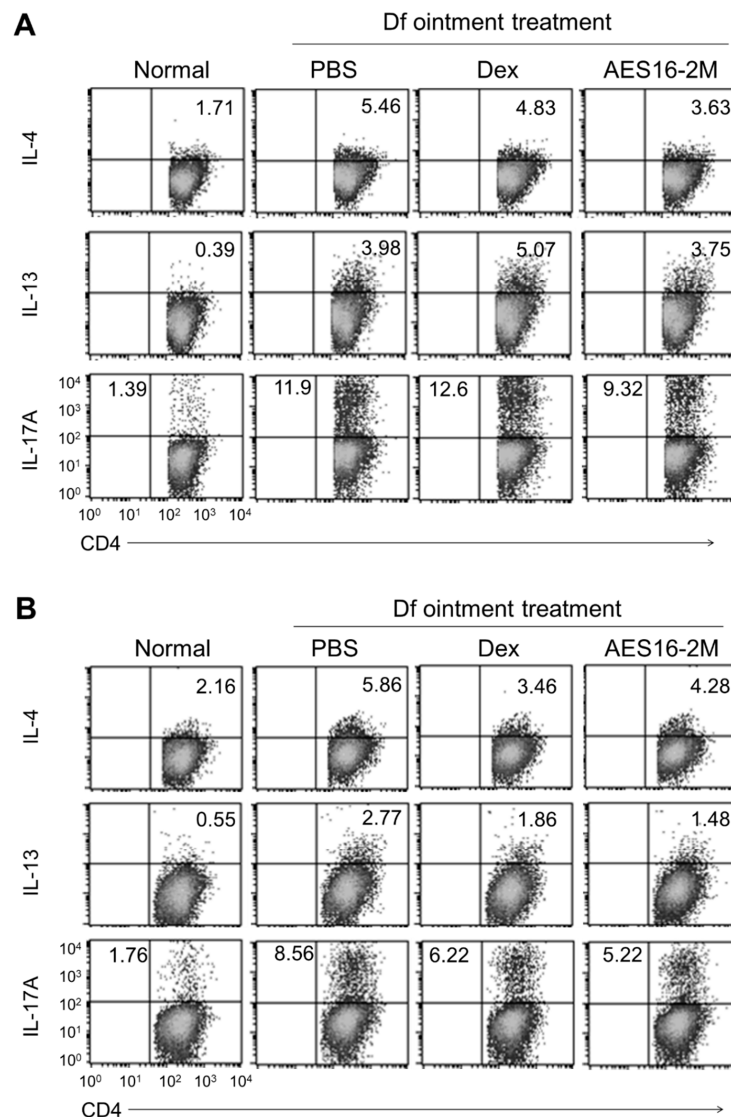 A
Df ointment treatment
Normal PBS Dex AES16-2M
IL-4 1.71 5.46 4.83 3.63
IL-13 0.39 3.98 5.07 3.75
IL-17A 10⁴ 10³ 10² 10¹ 10⁰ 1.39 11.9 12.6 9.32
10⁰ 10¹ 10² 10³ 10⁴
CD4
B
Df ointment treatment
Normal PBS Dex AES16-2M
IL-4 2.16 5.86 3.46 4.28
IL-13 0.55 2.77 1.86 1.48
IL-17A 10⁴ 10³ 10² 10¹ 10⁰ 1.76 8.56 6.22 5.22
10⁰ 10¹ 10² 10³ 10⁴
CD4